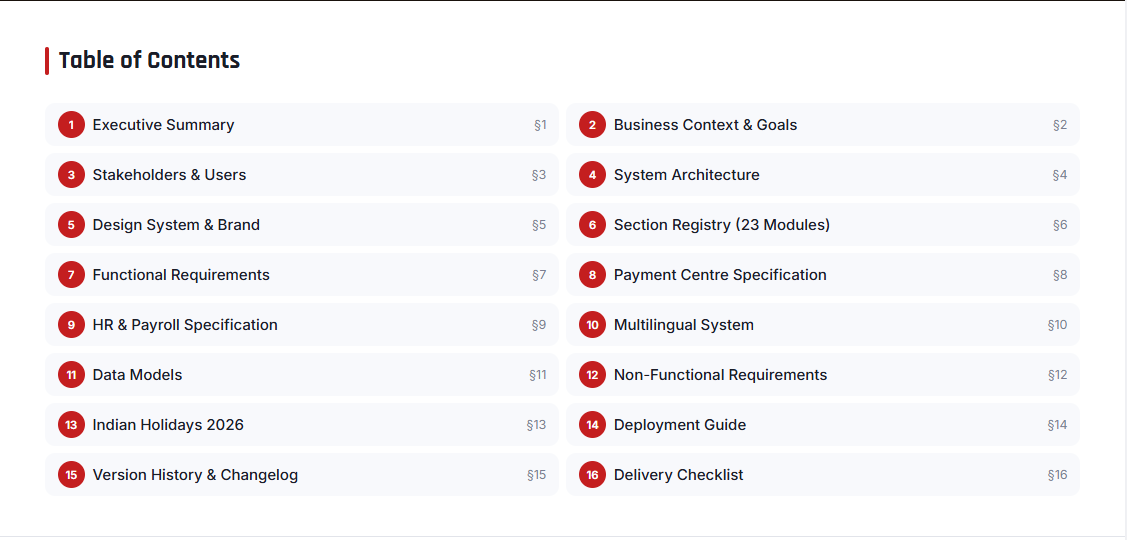 Table of Contents
1 Executive Summary §1
2 Business Context & Goals §2
3 Stakeholders & Users §3
4 System Architecture §4
5 Design System & Brand §5
6 Section Registry (23 Modules) §6
7 Functional Requirements §7
8 Payment Centre Specification §8
9 HR & Payroll Specification §9
10 Multilingual System §10
11 Data Models §11
12 Non-Functional Requirements §12
13 Indian Holidays 2026 §13
14 Deployment Guide §14
15 Version History & Changelog §15
16 Delivery Checklist §16